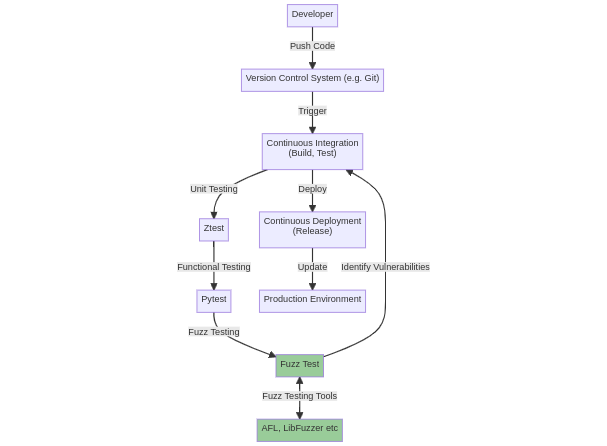 Developer
Push Code
Version Control System (e.g. Git)
Trigger
Continuous Integration
(Build, Test)
Unit Testing
Deploy
Ztest
Continuous Deployment
(Release)
Functional Testing
Update
Identify Vulnerabilities
Pytest
Production Environment
Fuzz Testing
Fuzz Test
Fuzz Testing Tools
AFL, LibFuzzer etc